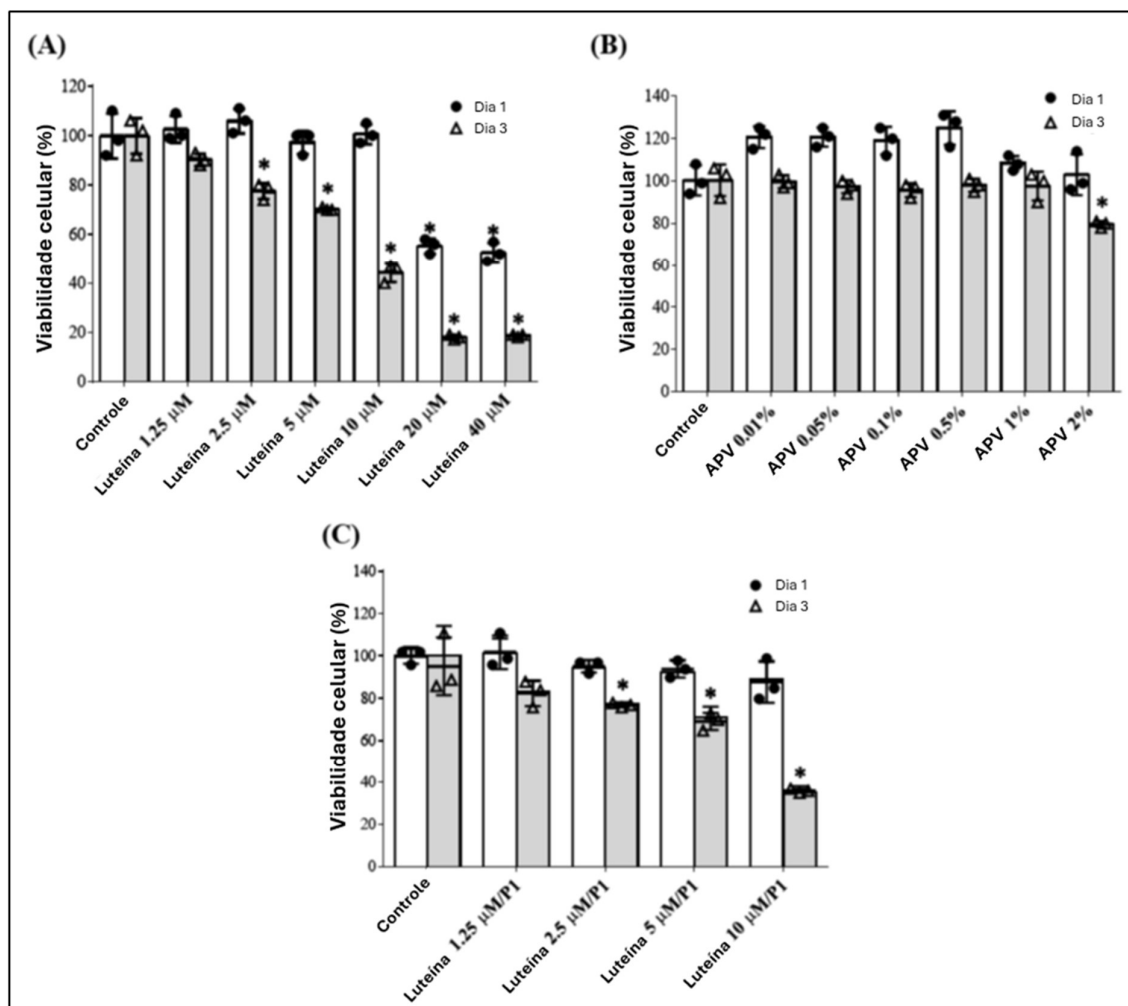 (A)
Viabilidade celular (%)
120
100
80
60
40
20
0
Dia 1
Dia 3
*
*
*
*
*
*
*
Controle
Luteína 1.25 µM
Luteína 2.5 µM
Luteína 5 µM
Luteína 10 µM
Luteína 20 µM
Luteína 40 µM
(B)
Viabilidade celular (%)
140
120
100
80
60
40
20
0
Dia 1
Dia 3
*
Controle
APV 0.01%
APV 0.05%
APV 0.1%
APV 0.5%
APV 1%
APV 2%
(C)
Viabilidade celular (%)
140
120
100
80
60
40
20
0
Dia 1
Dia 3
*
*
*
Controle
Luteína 1.25 µM/P1
Luteína 2.5 µM/P1
Luteína 5 µM/P1
Luteína 10 µM/P1